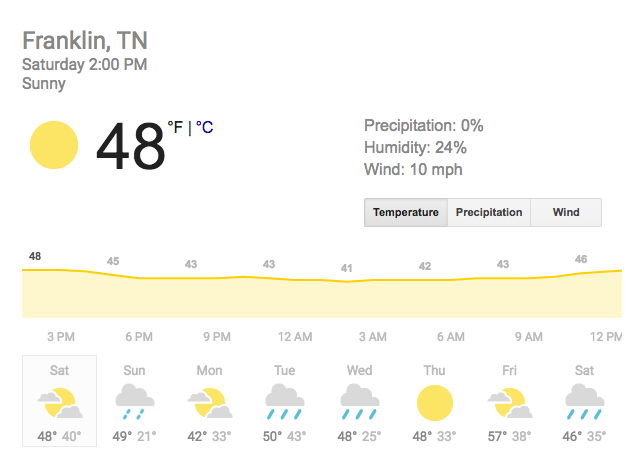 Franklin, TN
Saturday 2:00 PM
Sunny
48 °F | °C
Precipitation: 0%
Humidity: 24%
Wind: 10 mph
Temperature Precipitation Wind
48 45 43 43 41 42 43 46
3 PM 6 PM 9 PM 12 AM 3 AM 6 AM 9 AM 12 PM
Sat Sun Mon Tue Wed Thu Fri Sat
48° 40° 49° 21° 42° 33° 50° 43° 48° 25° 48° 33° 57° 38° 46° 35°